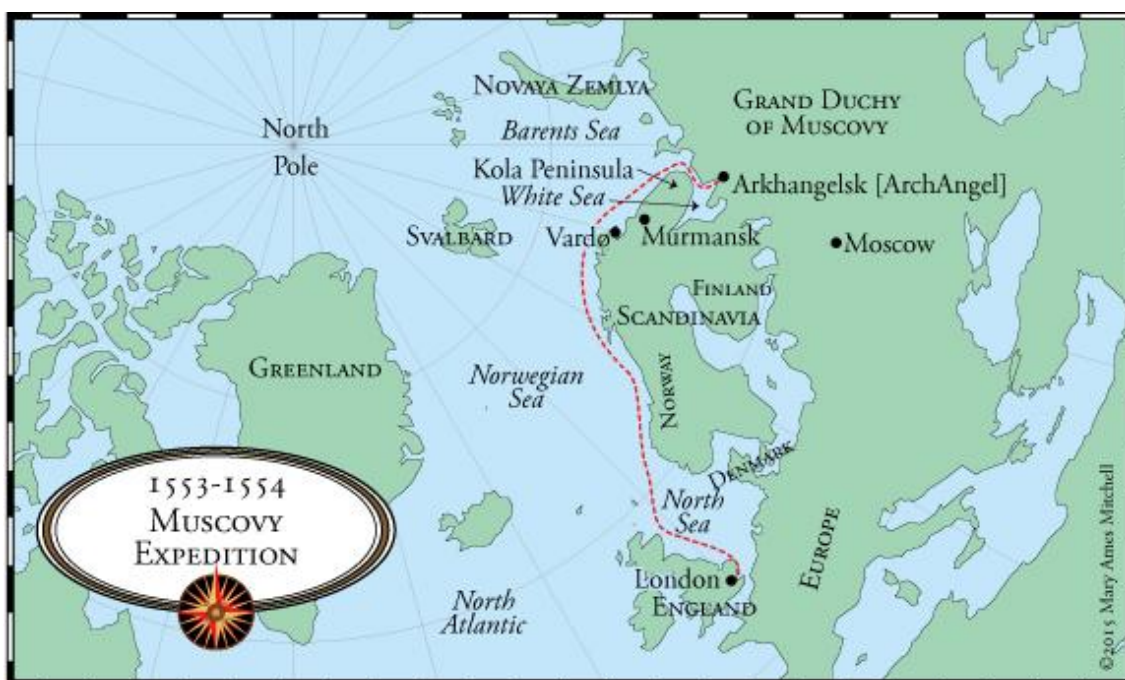 Novaya Zemlya
Barents Sea
Grand Duchy
of Muscovy
North
Pole
Kola Peninsula
White Sea
Arkhangelsk [ArchAngel]
Svalbard
Vardø
Murmansk
Moscow
Finland
Scandinavia
Greenland
Norwegian
Sea
Norway
Denmark
1553-1554
Muscovy
Expedition
North
Sea
Europe
London
England
North
Atlantic
©2015 Mary Ames Mitchell